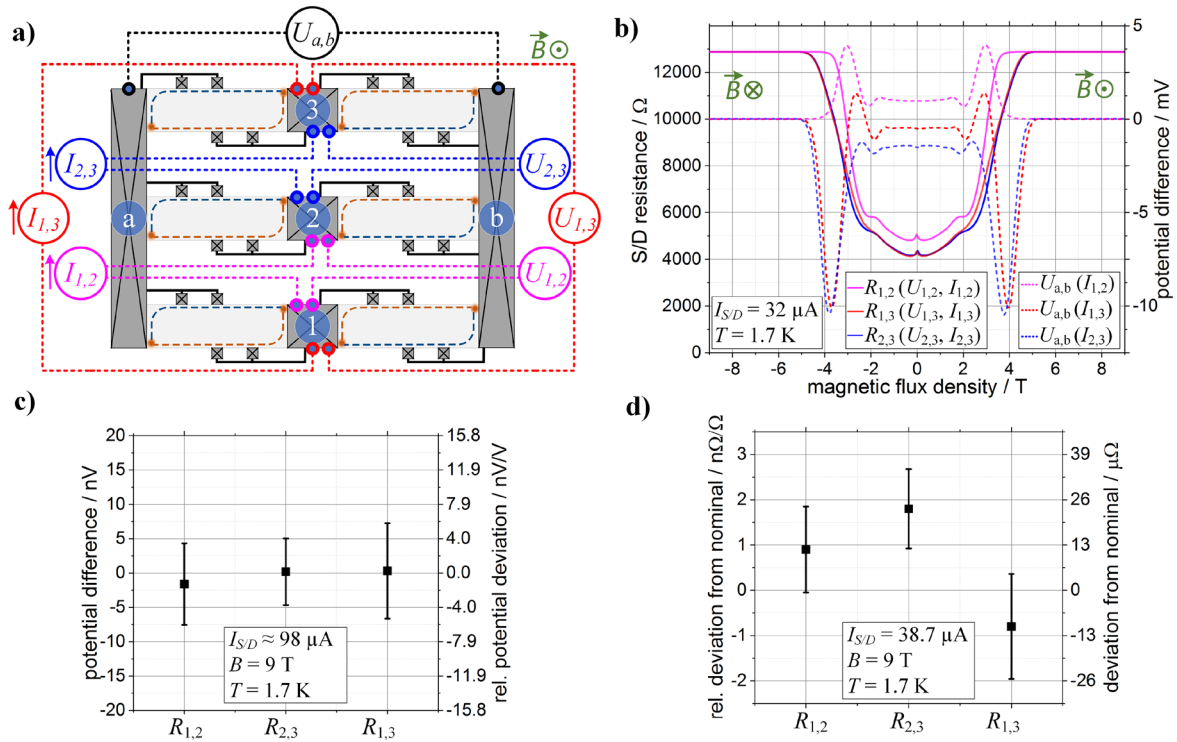 a)
U_{a,b}
\vec{B} ⊙
3
I_{2,3}
U_{2,3}
a
2
b
I_{1,3}
U_{1,3}
I_{1,2}
U_{1,2}
1
b)
S/D resistance / Ω
12000
10000
8000
6000
4000
2000
0
\vec{B} ⊗
\vec{B} ⊙
5
0
-5
-10
potential difference / mV
I_{S/D} = 32 µA
T = 1.7 K
R_{1,2} (U_{1,2}, I_{1,2})
R_{1,3} (U_{1,3}, I_{1,3})
R_{2,3} (U_{2,3}, I_{2,3})
U_{a,b} (I_{1,2})
U_{a,b} (I_{1,3})
U_{a,b} (I_{2,3})
-8 -6 -4 -2 0 2 4 6 8
magnetic flux density / T
c)
potential difference / nV
20
15
10
5
0
-5
-10
-15
-20
15.8
11.9
7.9
4.0
0.0
-4.0
-7.9
-11.9
-15.8
rel. potential deviation / nV/V
I_{S/D} ≈ 98 µA
B = 9 T
T = 1.7 K
R_{1,2} R_{2,3} R_{1,3}
d)
rel. deviation from nominal / nΩ/Ω
3
2
1
0
-1
-2
39
26
13
0
-13
-26
deviation from nominal / µΩ
I_{S/D} = 38.7 µA
B = 9 T
T = 1.7 K
R_{1,2} R_{2,3} R_{1,3}